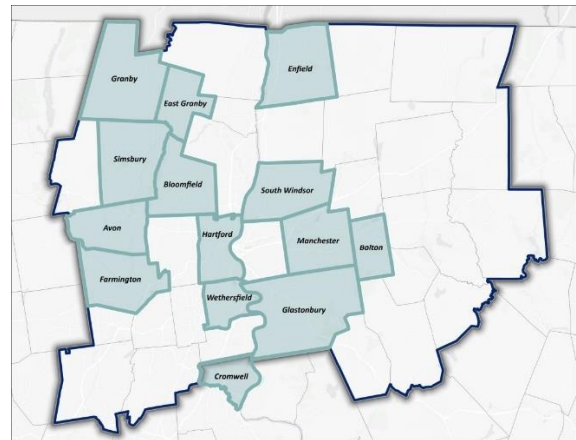 Granby
Enfield
East Granby
Simsbury
Bloomfield
South Windsor
Avon
Hartford
Manchester
Bolton
Farmington
Wethersfield
Glastonbury
Cromwell